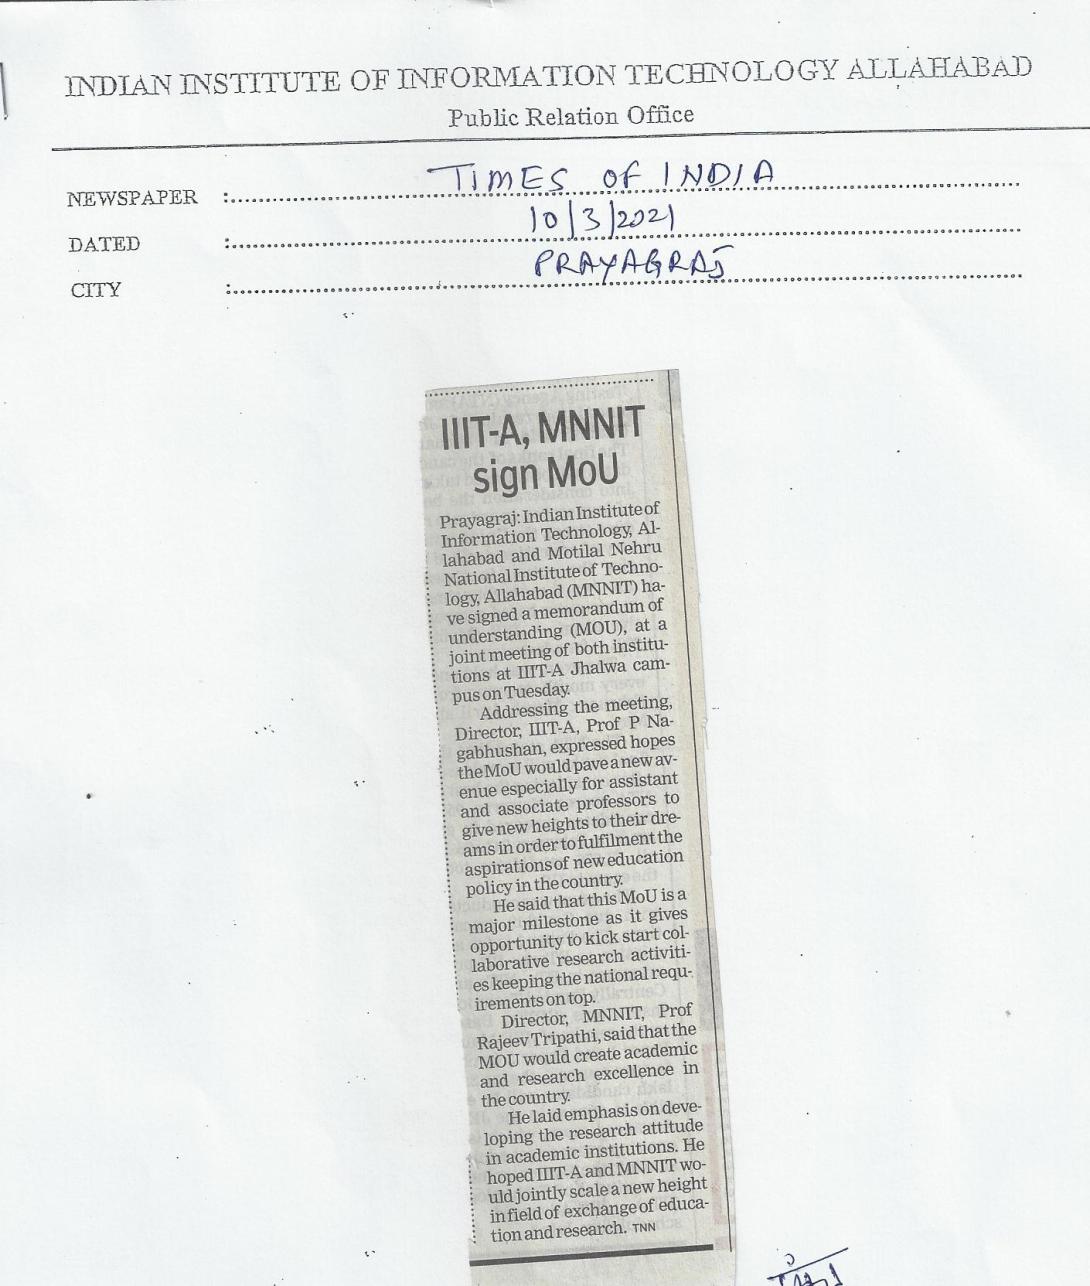 INDIAN INSTITUTE OF INFORMATION TECHNOLOGY ALLAHABAD
Public Relation Office
NEWSPAPER : TIMES OF INDIA
DATED : 10/3/2021
CITY : PRAYAGRAJ
IIIT-A, MNNIT
sign MoU
Prayagraj: Indian Institute of
Information Technology, Al-
lahabad and Motilal Nehru
National Institute of Techno-
logy, Allahabad (MNNIT) ha-
ve signed a memorandum of
understanding (MOU), at a
joint meeting of both institu-
tions at IIIT-A Jhalwa cam-
pus on Tuesday.
Addressing the meeting,
Director, IIIT-A, Prof P Na-
gabhushan, expressed hopes
the MoU would pave a new av-
enue especially for assistant
and associate professors to
give new heights to their dre-
ams in order to fulfilment the
aspirations of new education
policy in the country.
He said that this MoU is a
major milestone as it gives
opportunity to kick start col-
laborative research activiti-
es keeping the national requ-
irements on top.
Director, MNNIT, Prof
Rajeev Tripathi, said that the
MOU would create academic
and research excellence in
the country.
He laid emphasis on deve-
loping the research attitude
in academic institutions. He
hoped IIIT-A and MNNIT wo-
uld jointly scale a new height
in field of exchange of educa-
tion and research. TNN